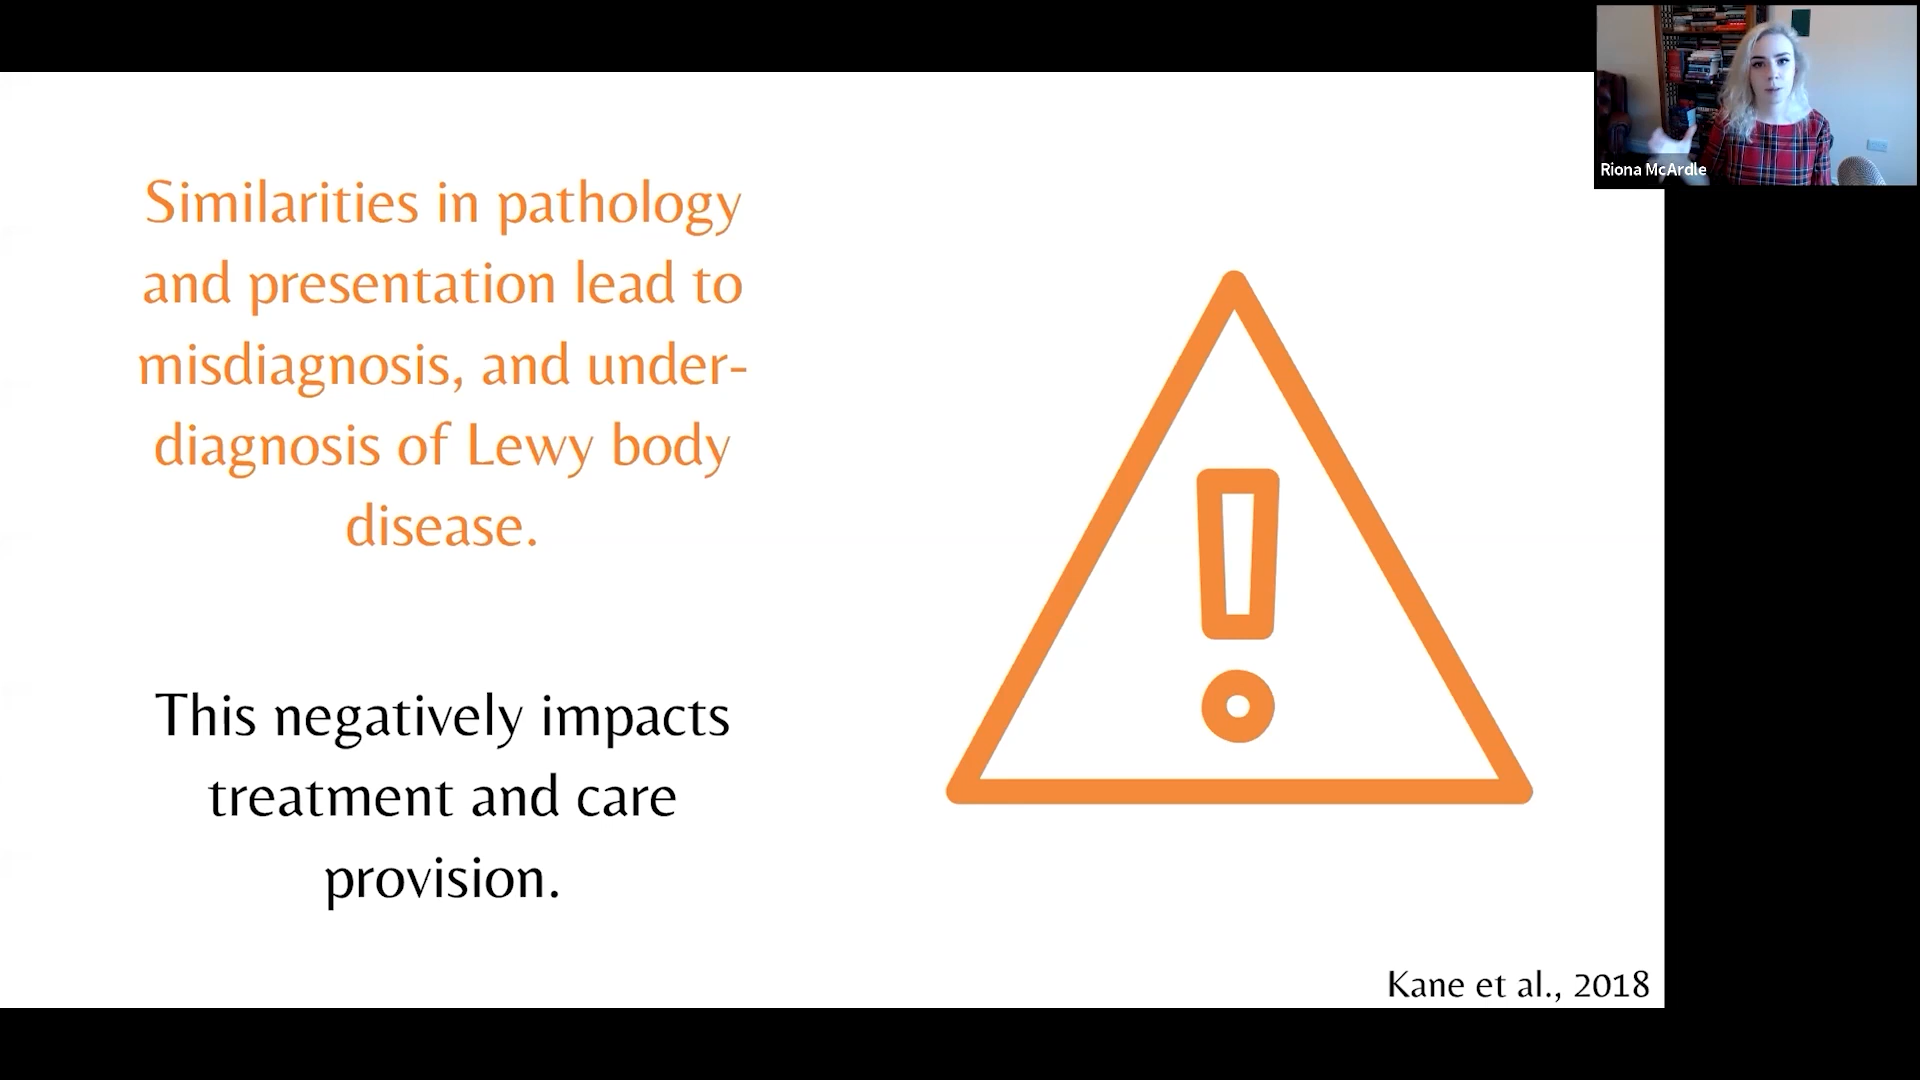 Similarities in pathology
and presentation lead to
misdiagnosis, and under-
diagnosis of Lewy body
disease.
This negatively impacts
treatment and care
provision.
Kane et al., 2018
Riona McArdle